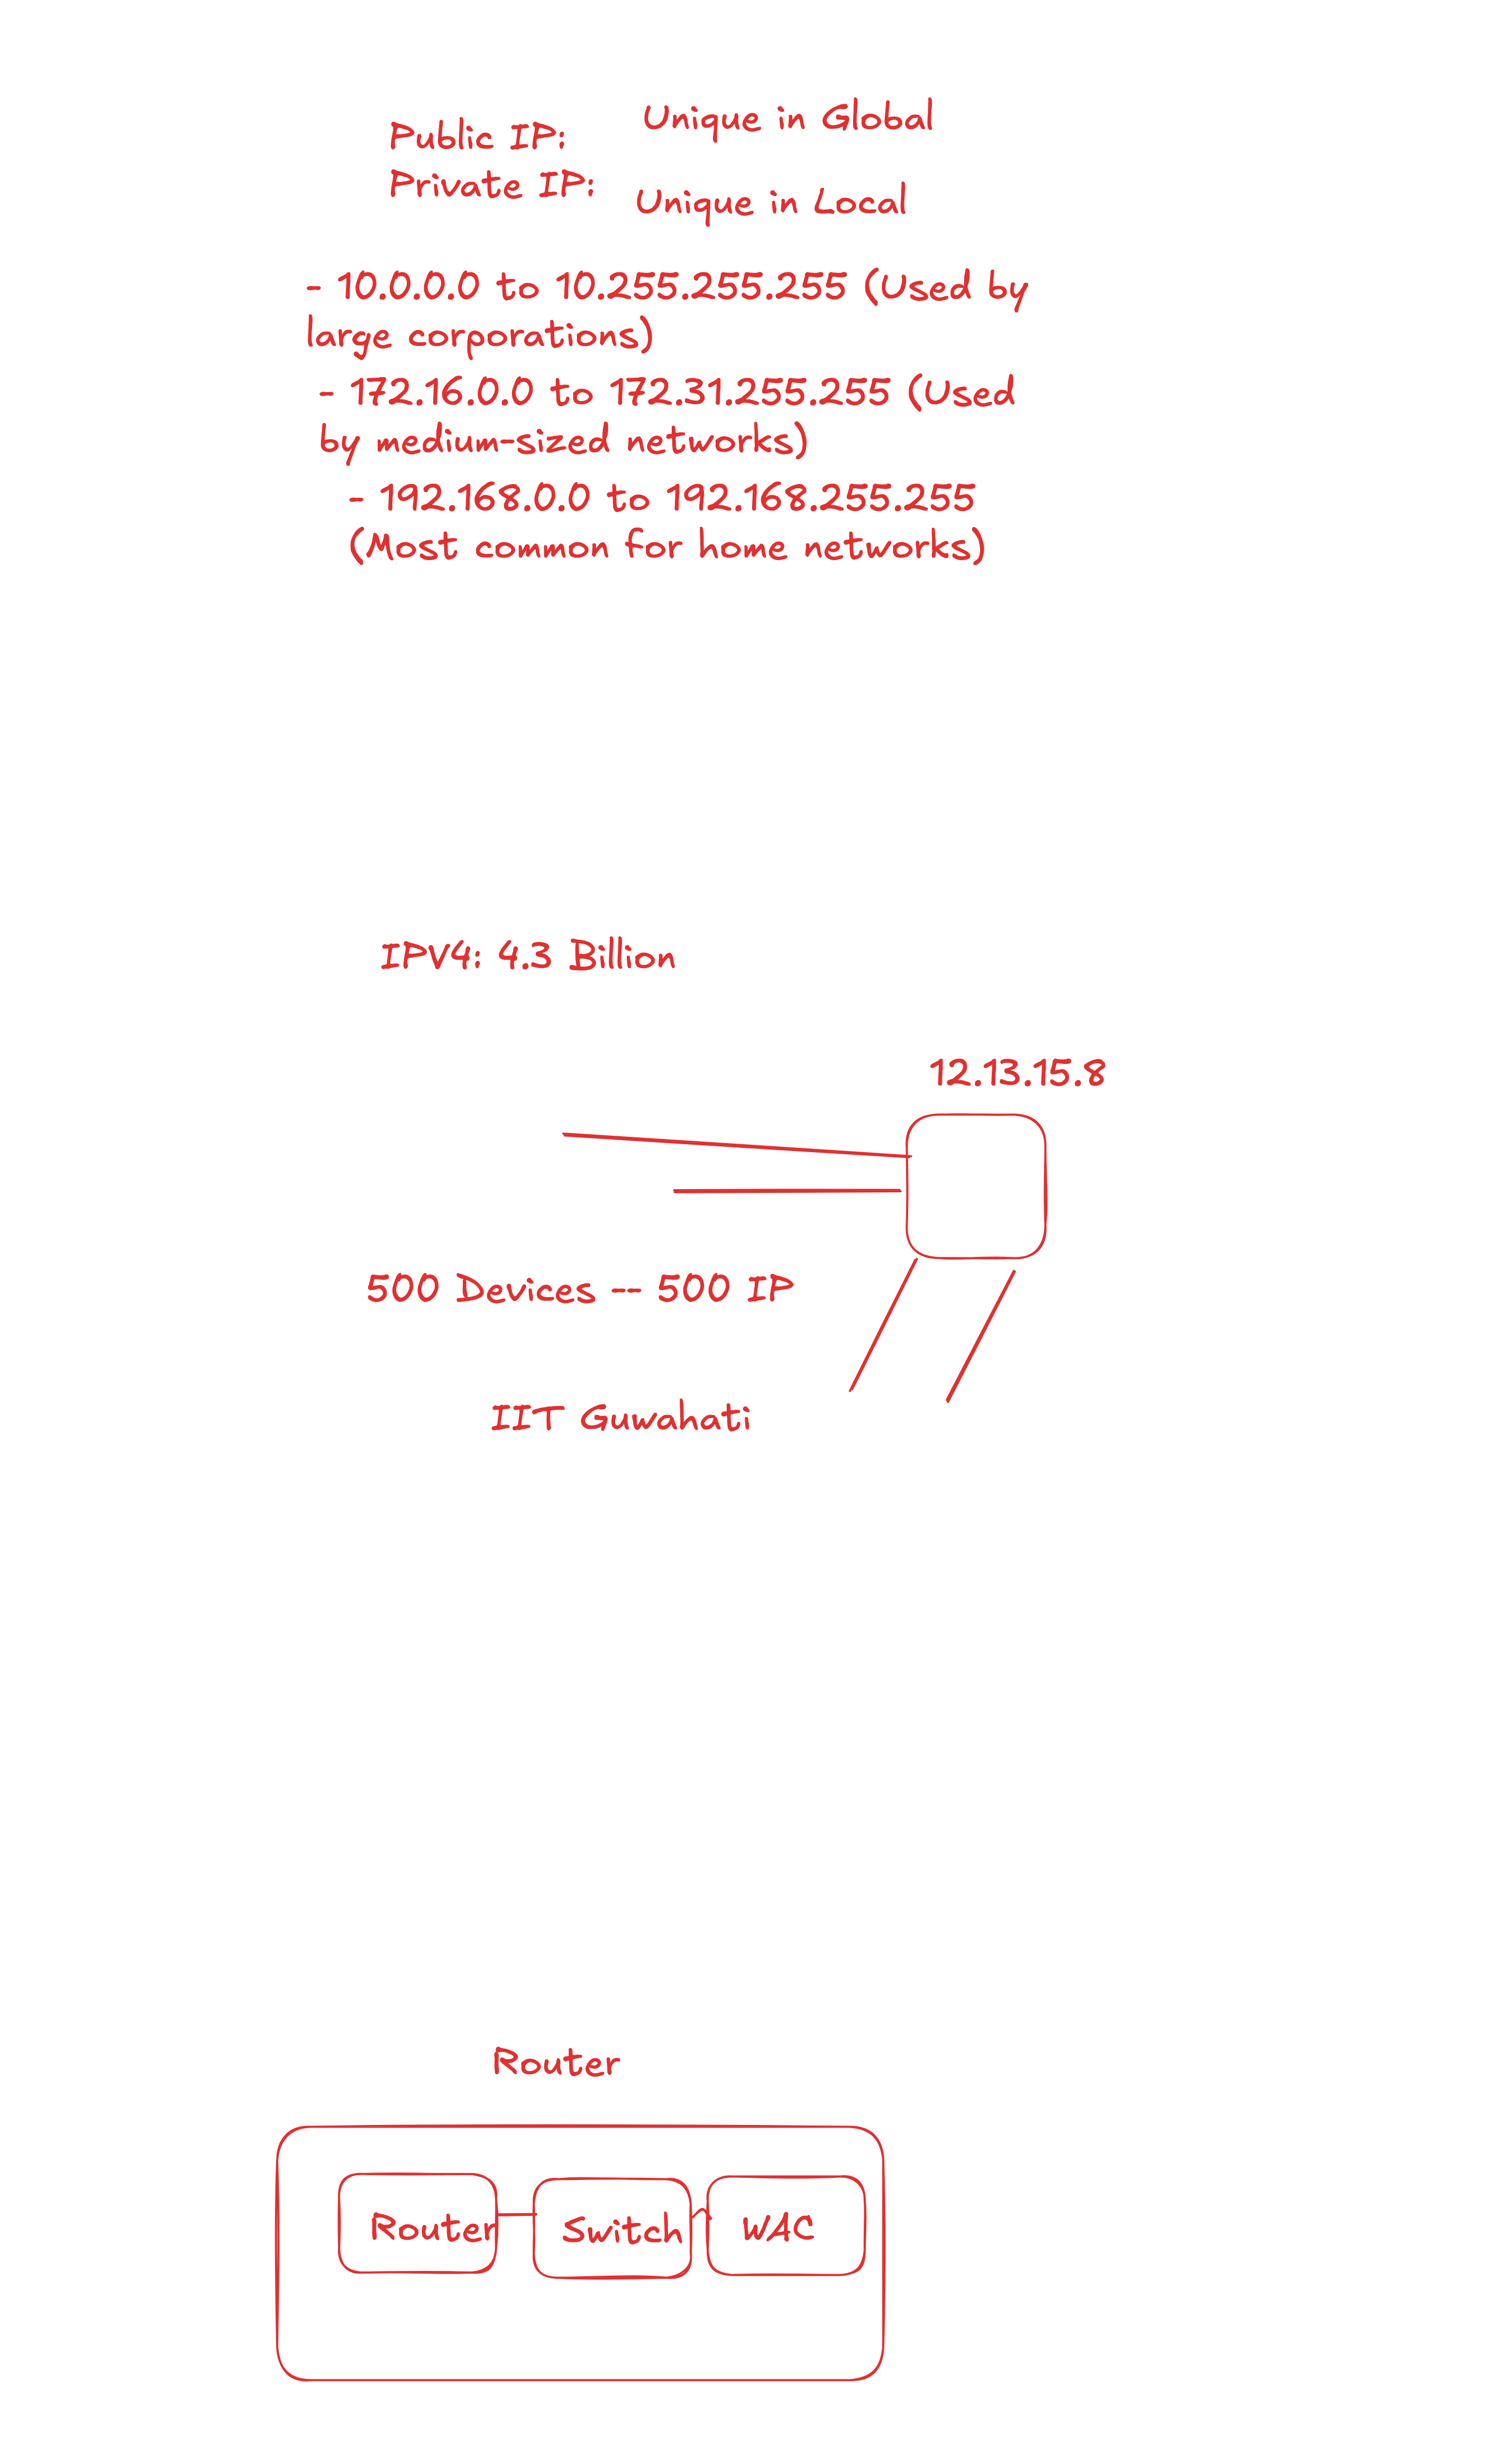 Public IP:
Unique in Global
Private IP:
Unique in Local
- 10.0.0.0 to 10.255.255.255 (Used by
large corporations)
- 172.16.0.0 to 172.31.255.255 (Used
by medium-sized networks)
- 192.168.0.0 to 192.168.255.255
(Most common for home networks)
IPV4: 4.3 Billion
12.13.15.8
500 Devices -- 500 IP
IIT Guwahati
Router
Router
Switch
WAC